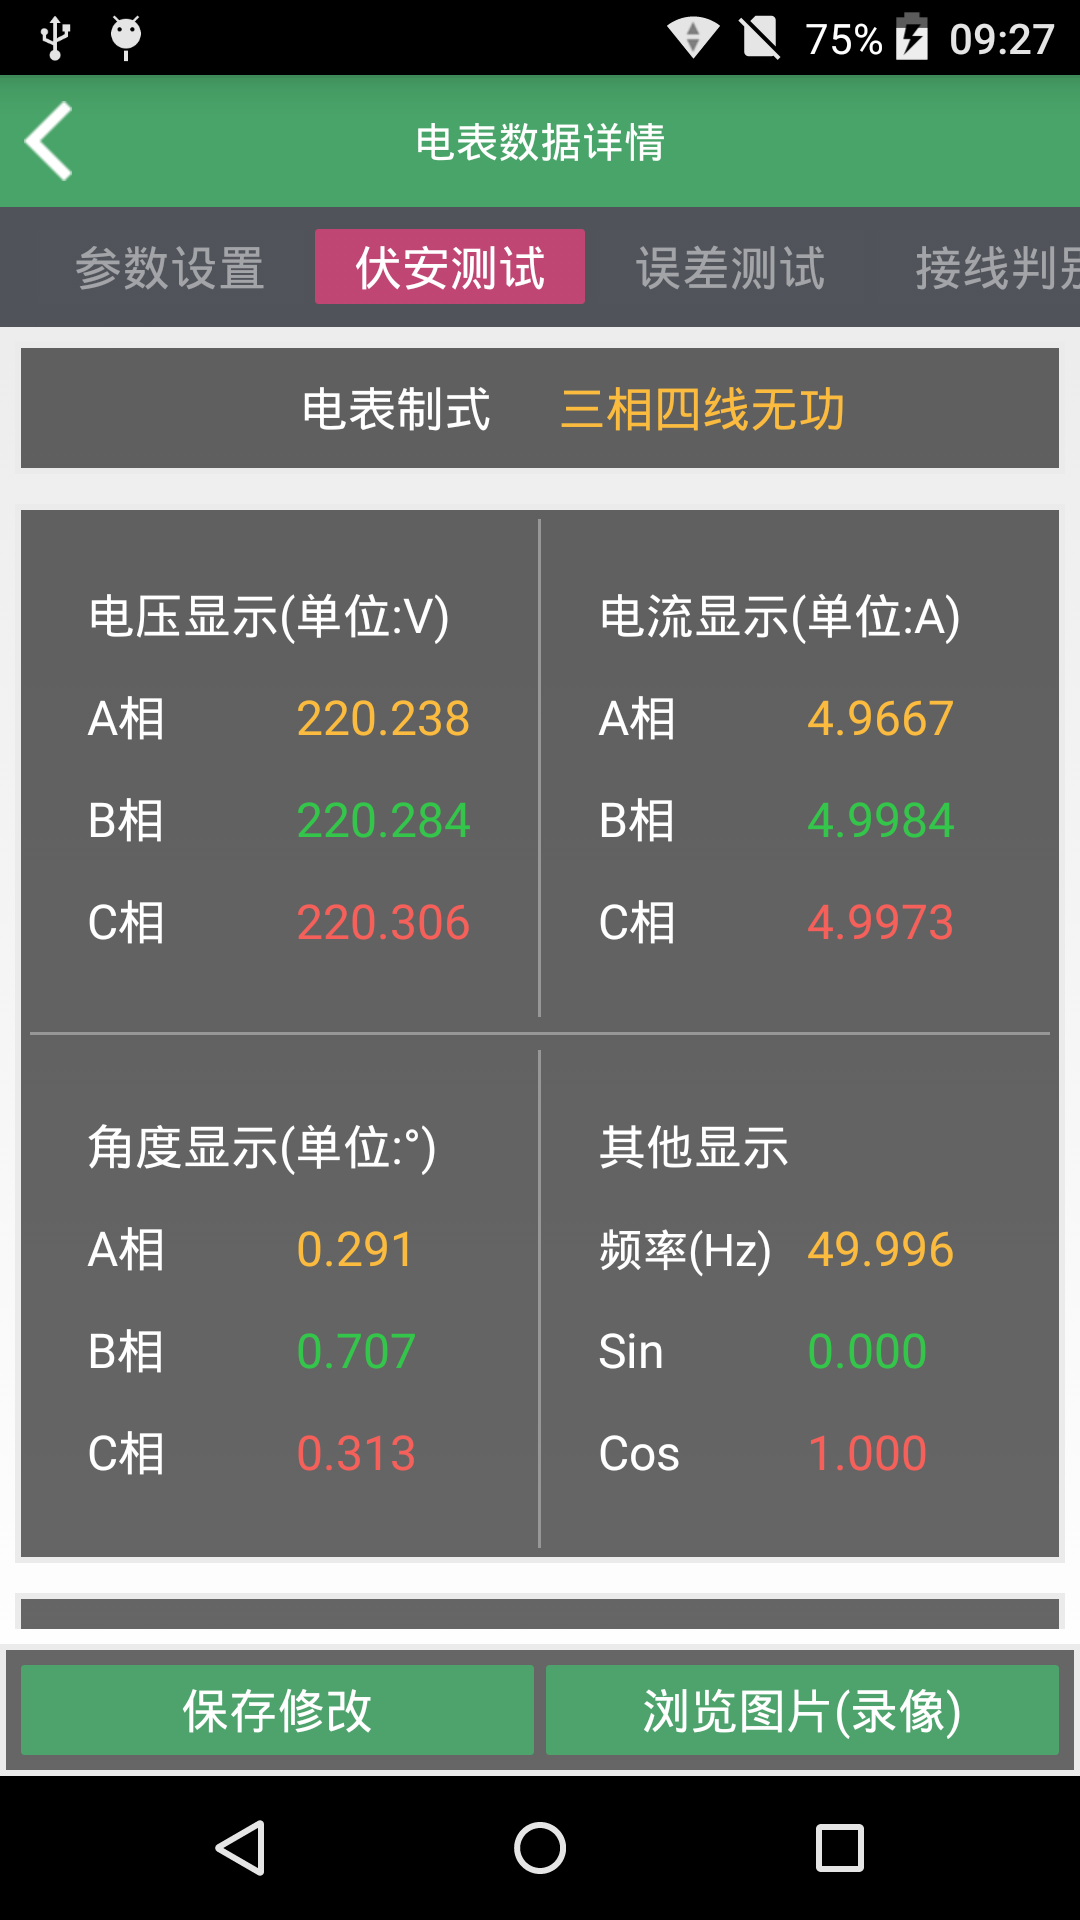 75% 09:27
电表数据详情
参数设置 伏安测试 误差测试 接线判别
电表制式 三相四线无功
电压显示(单位:V) 电流显示(单位:A)
A相 220.238 A相 4.9667
B相 220.284 B相 4.9984
C相 220.306 C相 4.9973
角度显示(单位:°) 其他显示
A相 0.291 频率(Hz) 49.996
B相 0.707 Sin 0.000
C相 0.313 Cos 1.000
保存修改 浏览图片(录像)